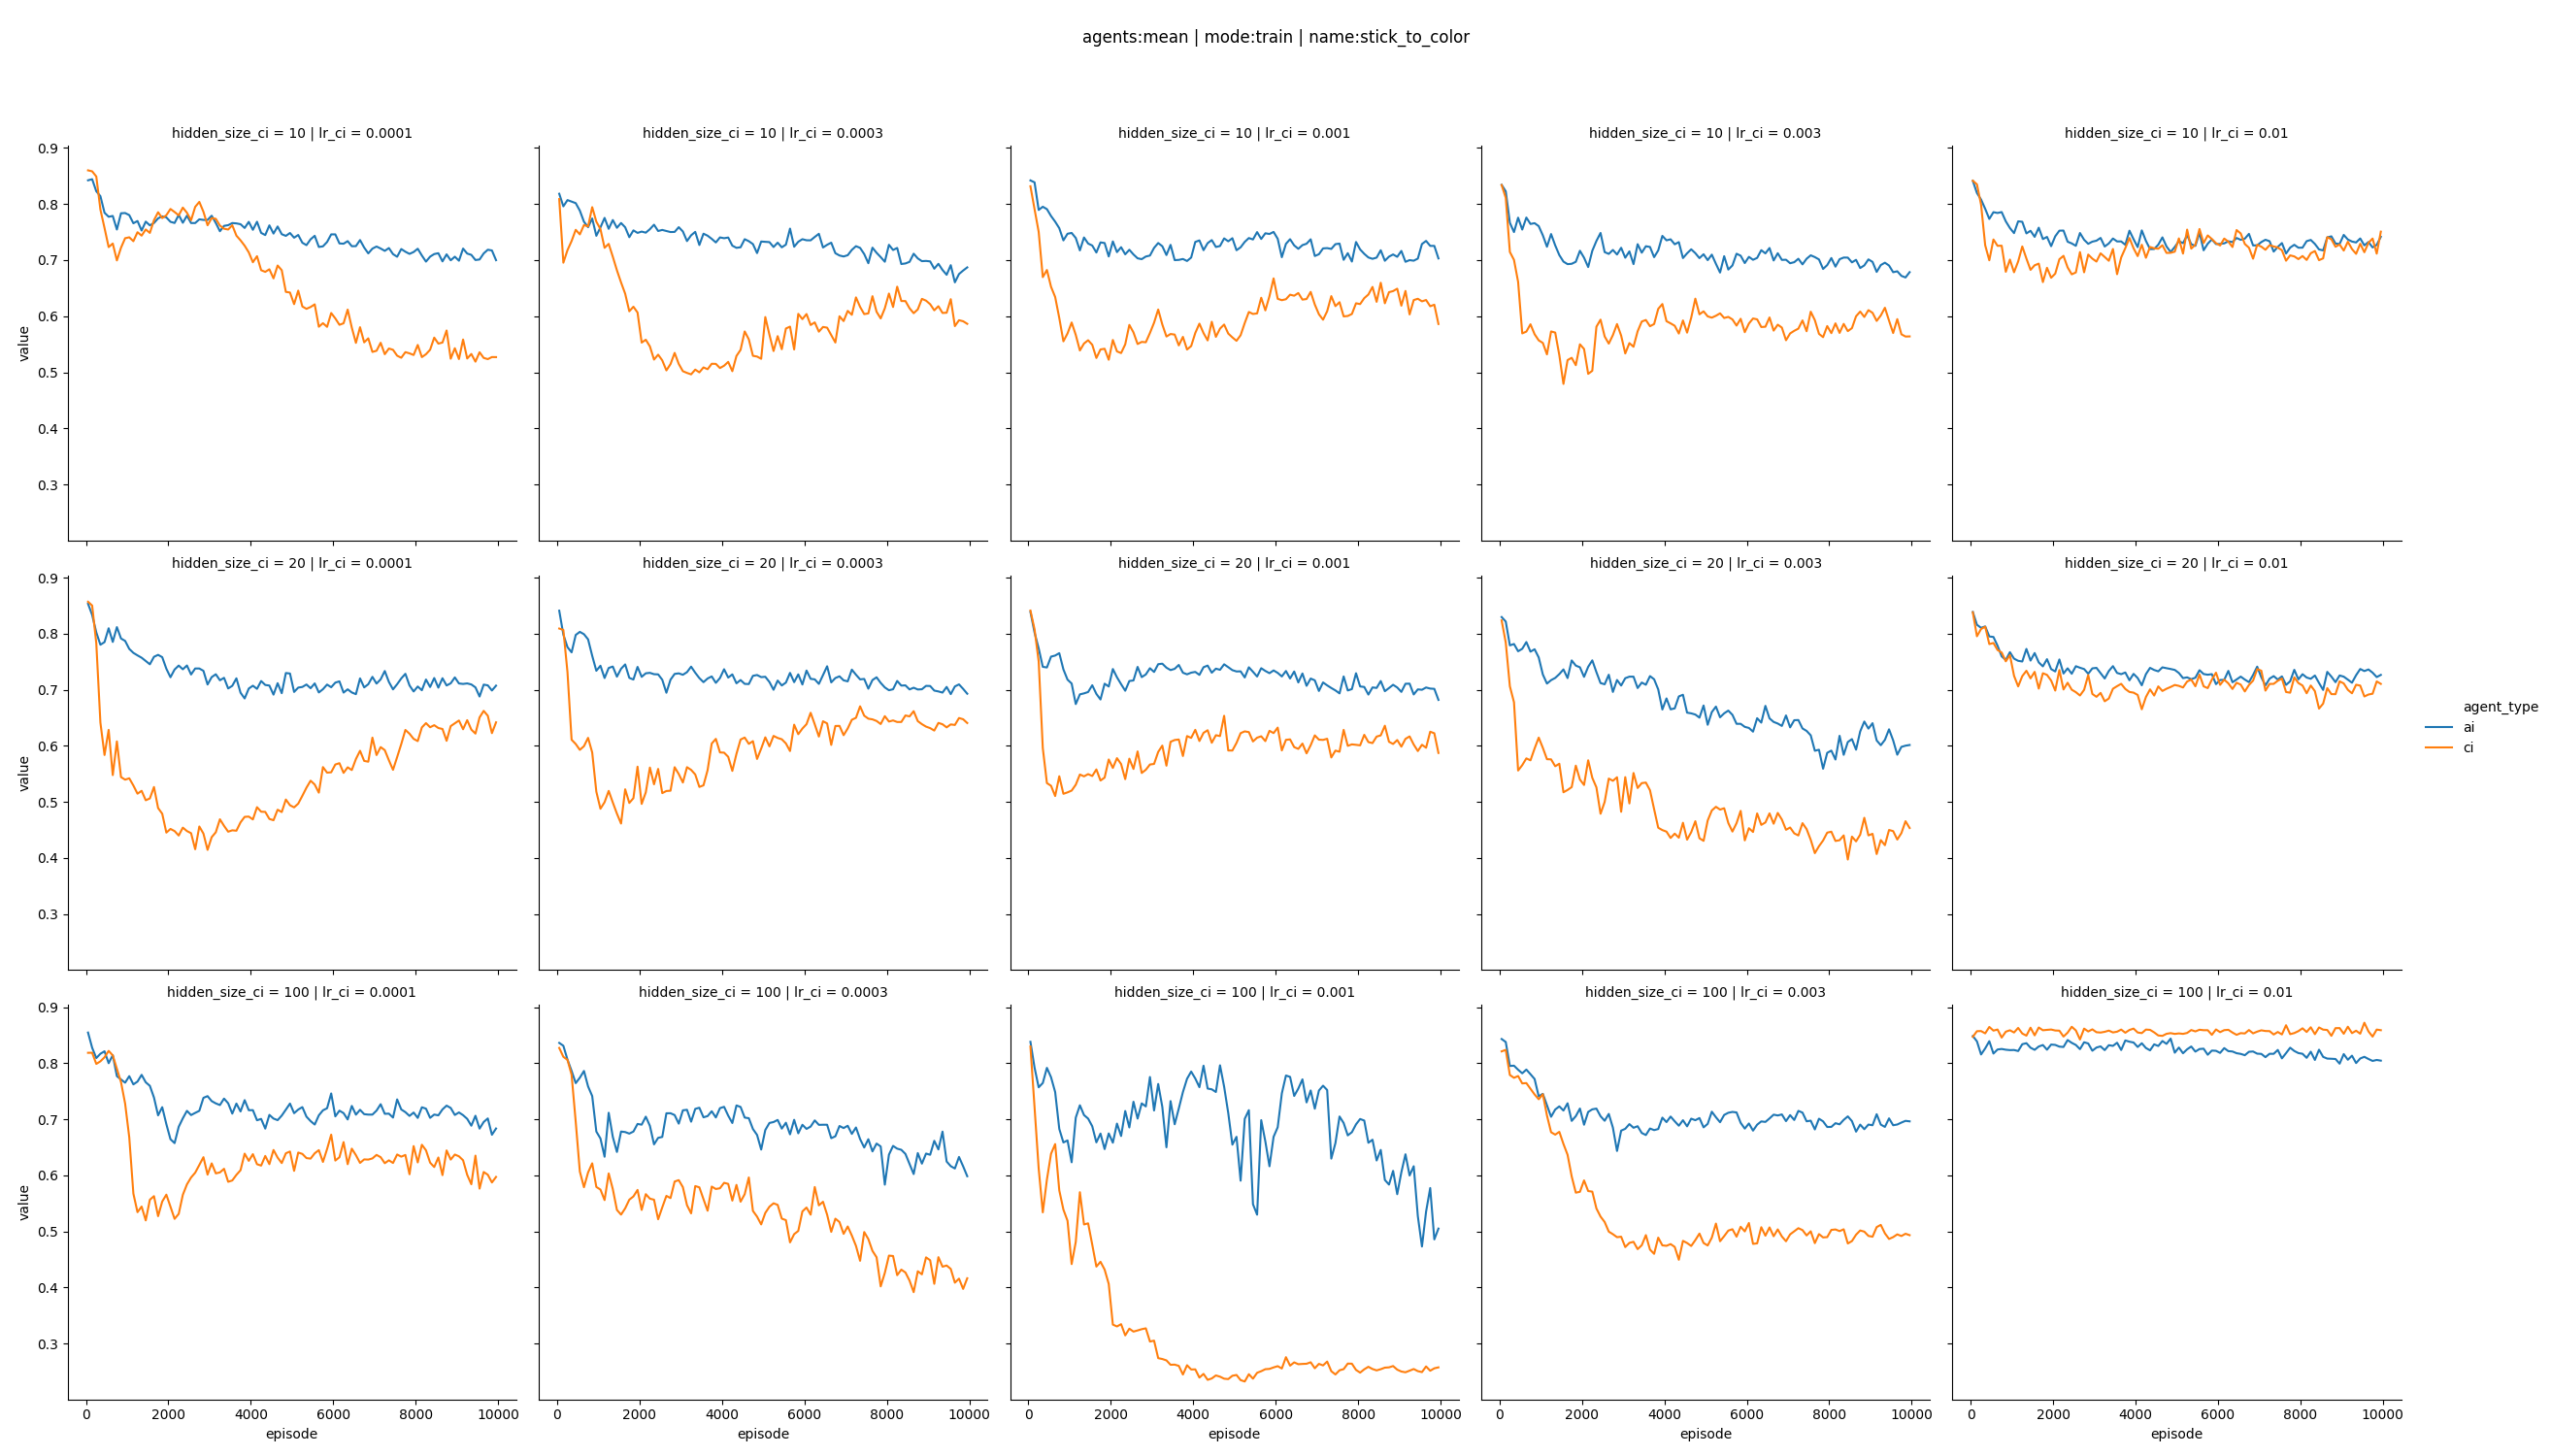 agents:mean | mode:train | name:stick_to_color
hidden_size_ci = 10 | lr_ci = 0.0001
hidden_size_ci = 10 | lr_ci = 0.0003
hidden_size_ci = 10 | lr_ci = 0.001
hidden_size_ci = 10 | lr_ci = 0.003
hidden_size_ci = 10 | lr_ci = 0.01
0.9
0.8
0.7
0.6
0.5
0.4
0.3
value
hidden_size_ci = 20 | lr_ci = 0.0001
hidden_size_ci = 20 | lr_ci = 0.0003
hidden_size_ci = 20 | lr_ci = 0.001
hidden_size_ci = 20 | lr_ci = 0.003
hidden_size_ci = 20 | lr_ci = 0.01
0.9
0.8
0.7
0.6
0.5
0.4
0.3
value
agent_type
ai
ci
hidden_size_ci = 100 | lr_ci = 0.0001
hidden_size_ci = 100 | lr_ci = 0.0003
hidden_size_ci = 100 | lr_ci = 0.001
hidden_size_ci = 100 | lr_ci = 0.003
hidden_size_ci = 100 | lr_ci = 0.01
0.9
0.8
0.7
0.6
0.5
0.4
0.3
value
0 2000 4000 6000 8000 10000
0 2000 4000 6000 8000 10000
0 2000 4000 6000 8000 10000
0 2000 4000 6000 8000 10000
0 2000 4000 6000 8000 10000
episode
episode
episode
episode
episode